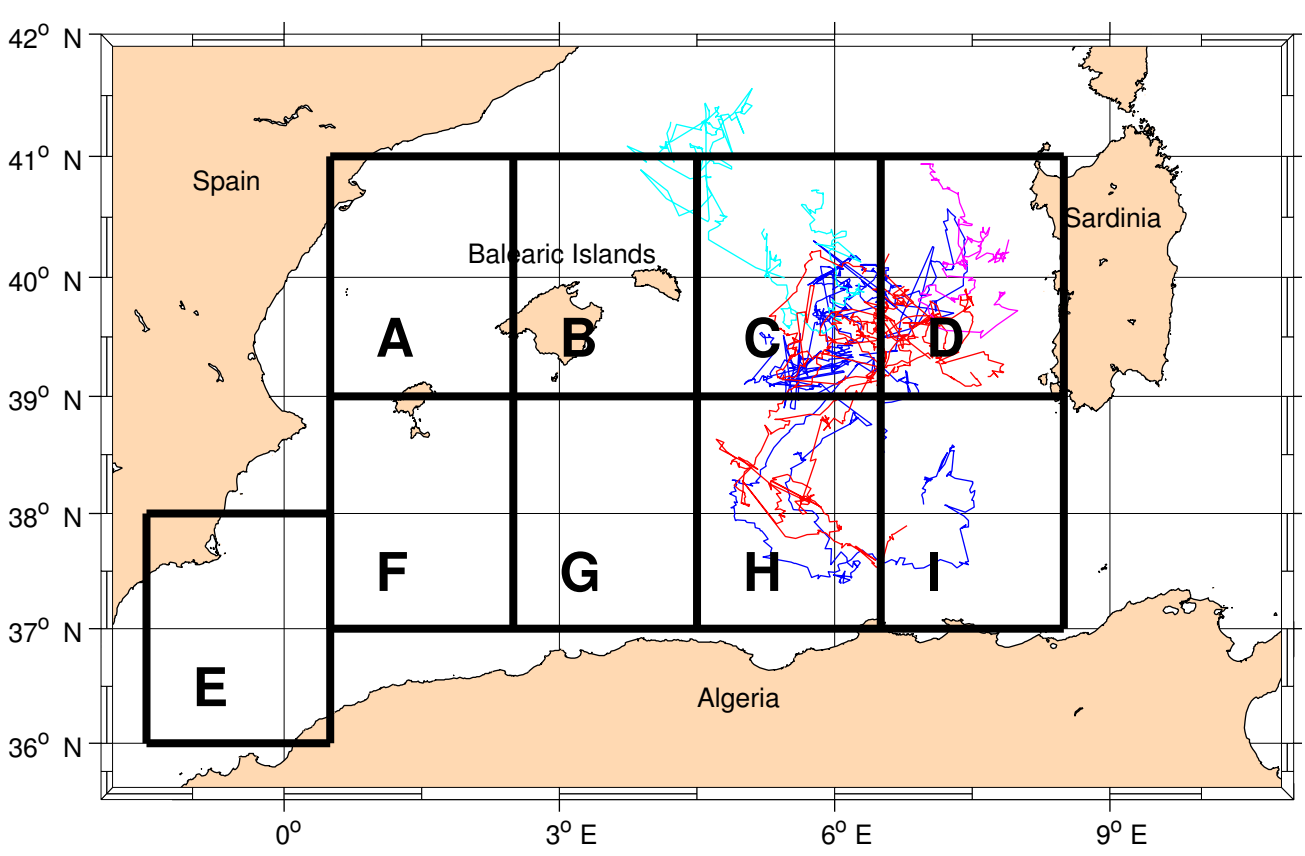 42° N
41° N
Spain
Sardinia
Balearic Islands
40° N
A
B
C
D
39° N
38° N
F
G
H
I
37° N
E
Algeria
36° N
0°
3° E
6° E
9° E